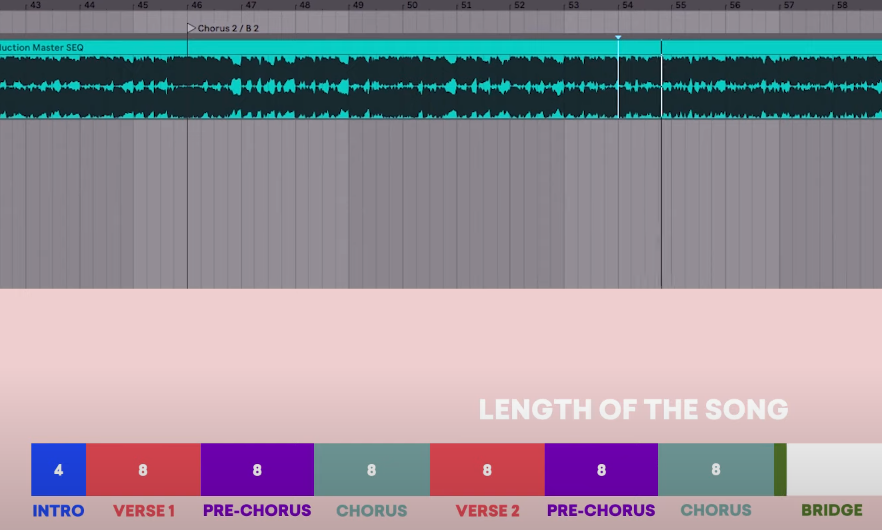 43 44 45 46 47 48 49 50 51 52 53 54 55 56 57 58
Chorus 2 / B 2
uction Master SEQ
LENGTH OF THE SONG
4 8 8 8 8 8 8
INTRO VERSE 1 PRE-CHORUS CHORUS VERSE 2 PRE-CHORUS CHORUS BRIDGE